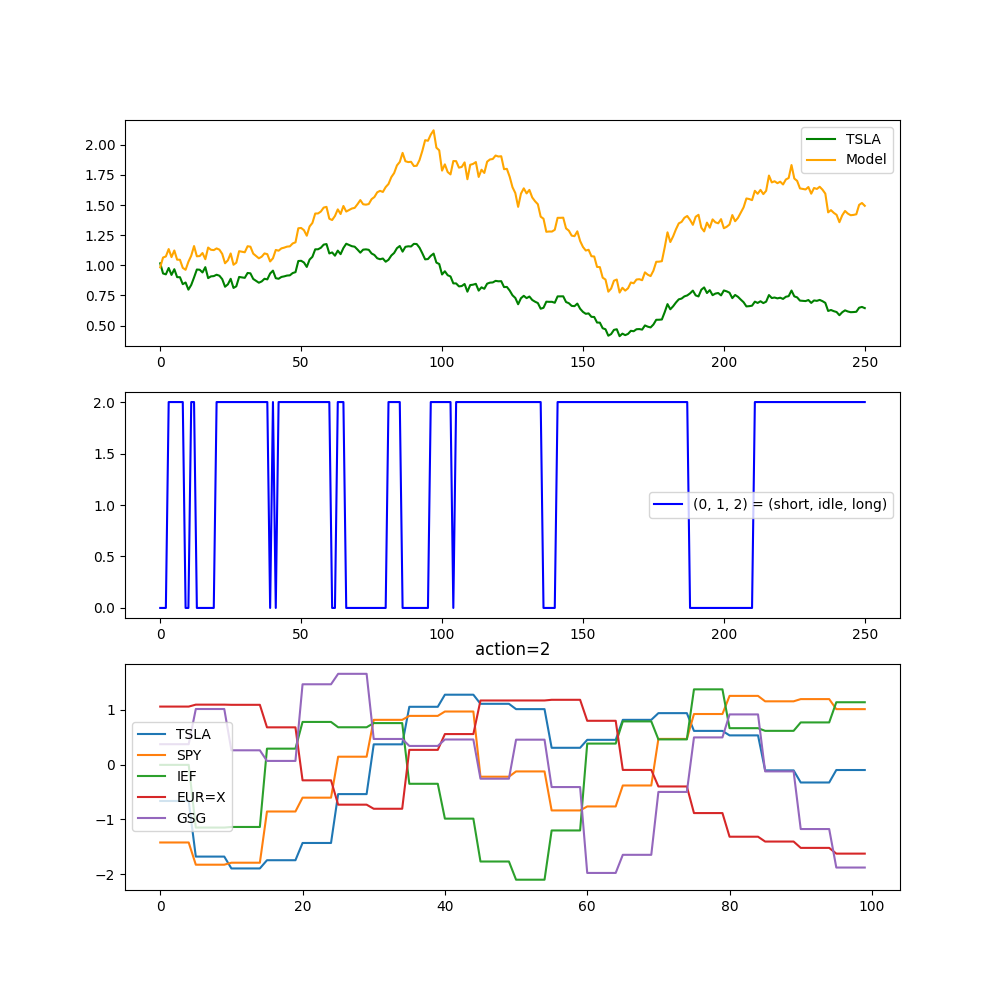 2.00
1.75
1.50
1.25
1.00
0.75
0.50
TSLA
Model
0 50 100 150 200 250
2.0
1.5
1.0
0.5
0.0
(0, 1, 2) = (short, idle, long)
0 50 100 150 200 250
action=2
1
0
−1
−2
TSLA
SPY
IEF
EUR=X
GSG
0 20 40 60 80 100